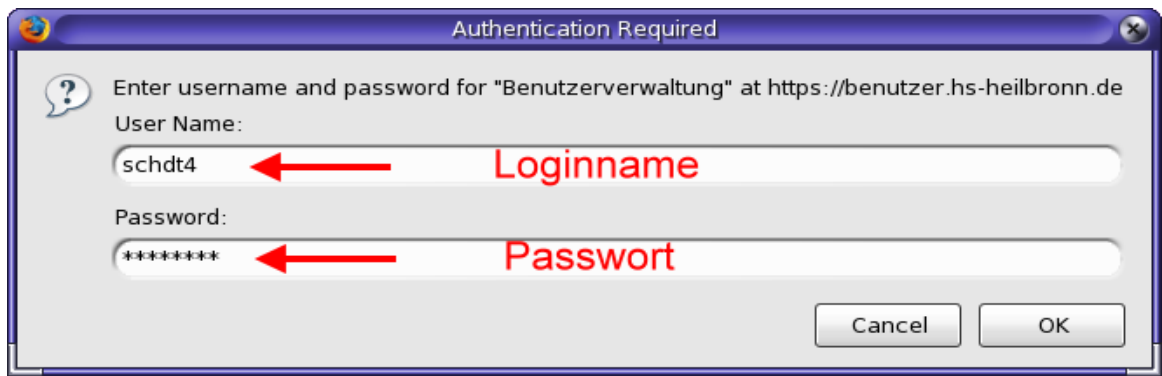 Authentication Required
Enter username and password for "Benutzerverwaltung" at https://benutzer.hs-heilbronn.de
User Name:
schdt4 Loginname
Password:
******** Passwort
Cancel OK